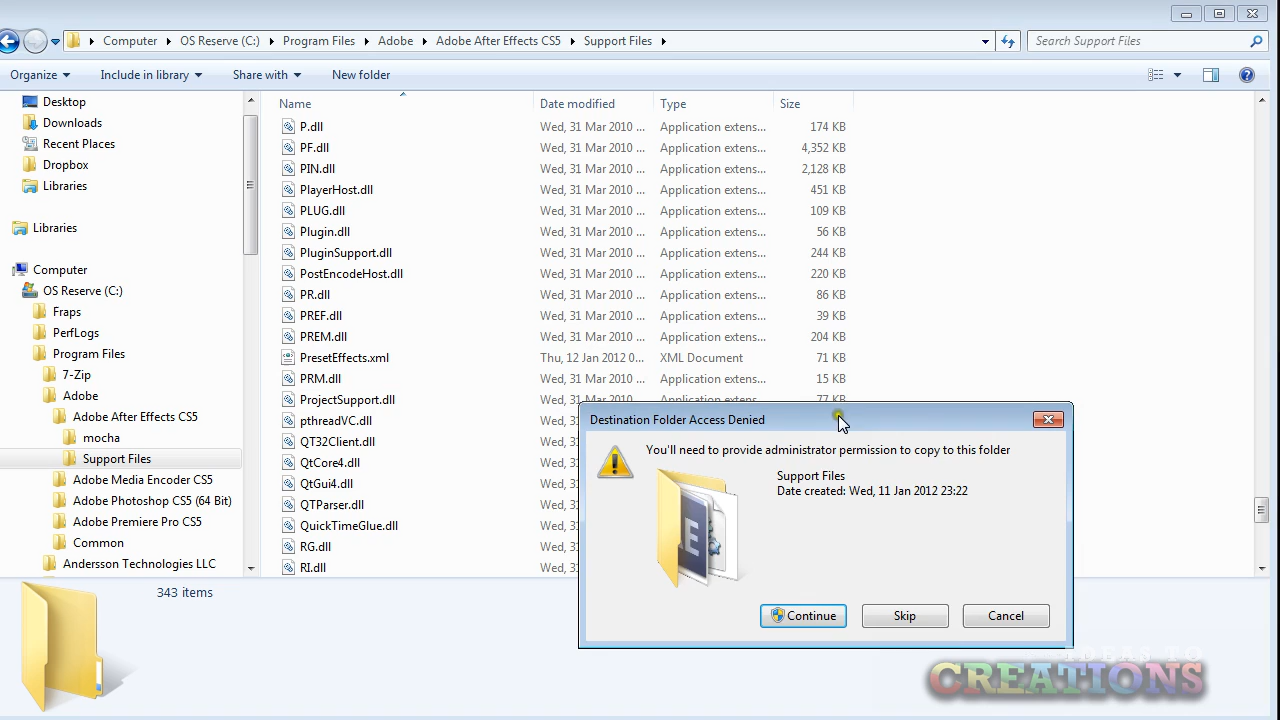 Computer OS Reserve (C:) Program Files Adobe Adobe After Effects CS5 Support Files Search Support Files
Organize Include in library Share with New folder
Desktop
Downloads
Recent Places
Dropbox
Libraries
Libraries
Computer
OS Reserve (C:)
Fraps
PerfLogs
Program Files
7-Zip
Adobe
Adobe After Effects CS5
mocha
Support Files
Adobe Media Encoder CS5
Adobe Photoshop CS5 (64 Bit)
Adobe Premiere Pro CS5
Common
Andersson Technologies LLC
Name Date modified Type Size
P.dll Wed, 31 Mar 2010 ... Application extens... 174 KB
PF.dll Wed, 31 Mar 2010 ... Application extens... 4,352 KB
PIN.dll Wed, 31 Mar 2010 ... Application extens... 2,128 KB
PlayerHost.dll Wed, 31 Mar 2010 ... Application extens... 451 KB
PLUG.dll Wed, 31 Mar 2010 ... Application extens... 109 KB
Plugin.dll Wed, 31 Mar 2010 ... Application extens... 56 KB
PluginSupport.dll Wed, 31 Mar 2010 ... Application extens... 244 KB
PostEncodeHost.dll Wed, 31 Mar 2010 ... Application extens... 220 KB
PR.dll Wed, 31 Mar 2010 ... Application extens... 86 KB
PREF.dll Wed, 31 Mar 2010 ... Application extens... 39 KB
PREM.dll Wed, 31 Mar 2010 ... Application extens... 204 KB
PresetEffects.xml Thu, 12 Jan 2012 0... XML Document 71 KB
PRM.dll Wed, 31 Mar 2010 ... Application extens... 15 KB
ProjectSupport.dll Wed, 31 Mar 2010 ... Application extens... 77 KB
pthreadVC.dll Wed, 31
QT32Client.dll Wed, 31
QtCore4.dll Wed, 31
QtGui4.dll Wed, 31
QTParser.dll Wed, 31
QuickTimeGlue.dll Wed, 31
RG.dll Wed, 31
RI.dll Wed, 31
Destination Folder Access Denied
You'll need to provide administrator permission to copy to this folder
Support Files
Date created: Wed, 11 Jan 2012 23:22
Continue Skip Cancel
343 items
IDEAS TO
CREATIONS